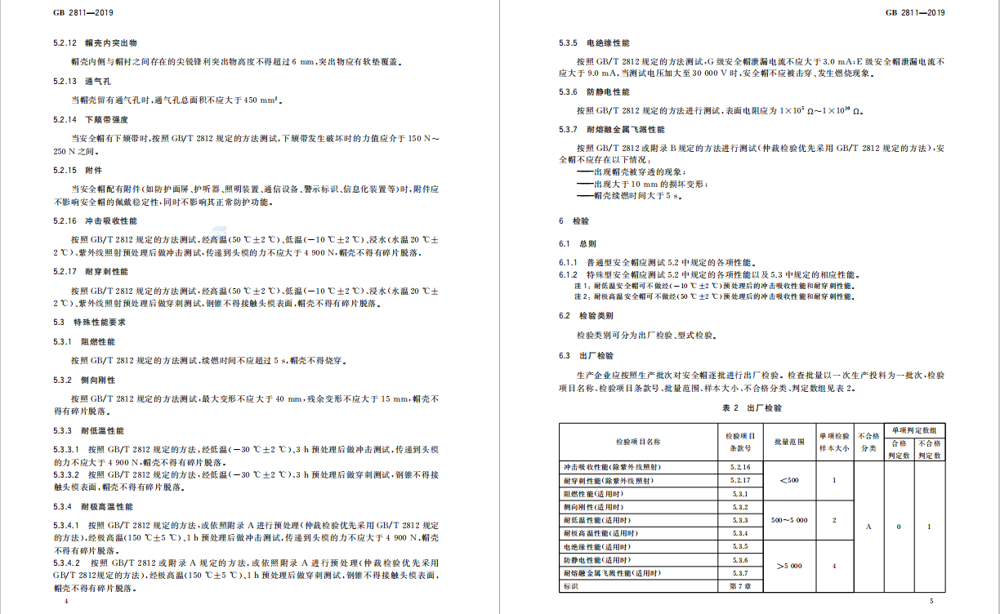 GB 2811—2019
5.2.12 帽壳内突出物
帽壳内侧与帽衬之间存在的尖锐锋利突出物高度不得超过 6 mm,突出物应有软垫覆盖。
5.2.13 通气孔
当帽壳留有通气孔时,通气孔总面积不应大于 450 mm²。
5.2.14 下颏带强度
当安全帽有下颏带时,按照 GB/T 2812 规定的方法测试,下颏带发生破坏时的力值应介于 150 N～
250 N 之间。
5.2.15 附件
当安全帽配有附件(如防护面屏、护听器、照明装置、通信设备、警示标识、信息化装置等)时,附件应
不影响安全帽的佩戴稳定性,同时不影响其正常防护功能。
5.2.16 冲击吸收性能
按照 GB/T 2812 规定的方法测试,经高温(50 ℃±2 ℃)、低温(−10 ℃±2 ℃)、浸水(水温 20 ℃±
2 ℃)、紫外线照射预处理后做冲击测试,传递到头模的力不应大于 4 900 N,帽壳不得有碎片脱落。
5.2.17 耐穿刺性能
按照 GB/T 2812 规定的方法测试,经高温(50 ℃±2 ℃)、低温(−10 ℃±2 ℃)、浸水(水温 20 ℃±
2 ℃)、紫外线照射预处理后做穿刺测试,钢锥不得接触头模表面,帽壳不得有碎片脱落。
5.3 特殊性能要求
5.3.1 阻燃性能
按照 GB/T 2812 规定的方法测试,续燃时间不应超过 5 s,帽壳不得烧穿。
5.3.2 侧向刚性
按照 GB/T 2812 规定的方法测试,最大变形不应大于 40 mm,残余变形不应大于 15 mm,帽壳不
得有碎片脱落。
5.3.3 耐低温性能
5.3.3.1 按照 GB/T 2812 规定的方法,经低温(−30 ℃±2 ℃)、3 h 预处理后做冲击测试,传递到头模
的力不应大于 4 900 N,帽壳不得有碎片脱落。
5.3.3.2 按照 GB/T 2812 规定的方法,经低温(−30 ℃±2 ℃)、3 h 预处理后做穿刺测试,钢锥不得接
触头模表面,帽壳不得有碎片脱落。
5.3.4 耐极高温性能
5.3.4.1 按照 GB/T 2812 规定的方法,或依照附录 A 进行预处理(仲裁检验优先采用 GB/T 2812 规定
的方法),经极高温(150 ℃±5 ℃)、1 h 预处理后做冲击测试,传递到头模的力不应大于 4 900 N,帽壳
不得有碎片脱落。
5.3.4.2 按照 GB/T 2812 或附录 A 规定的方法,或依照附录 A 进行预处理(仲裁检验优先采用
GB/T 2812规定的方法),经极高温(150 ℃±5 ℃)、1 h 预处理后做穿刺测试,钢锥不得接触头模表面,
帽壳不得有碎片脱落。
4
GB 2811—2019
5.3.5 电绝缘性能
按照 GB/T 2812 规定的方法测试,G 级安全帽泄漏电流不应大于 3.0 mA;E 级安全帽泄漏电流不
应大于 9.0 mA,当测试电压加大至 30 000 V 时,安全帽不应被击穿、发生燃烧现象。
5.3.6 防静电性能
按照 GB/T 2812 规定的方法进行测试,表面电阻应为 1×10⁵ Ω～1×10¹⁰ Ω。
5.3.7 耐熔融金属飞溅性能
按照 GB/T 2812 或附录 B 规定的方法进行测试(仲裁检验优先采用 GB/T 2812 规定的方法),安
全帽不应存在以下情况:
——出现帽壳被穿透的现象;
——出现大于 10 mm 的损坏变形;
——帽壳续燃时间大于 5 s。
6 检验
6.1 总则
6.1.1 普通型安全帽应测试 5.2 中规定的各项性能。
6.1.2 特殊型安全帽应测试 5.2 中规定的各项性能以及 5.3 中规定的相应性能。
注 1: 耐低温安全帽可不做经(−10 ℃±2 ℃)预处理后的冲击吸收性能和耐穿刺性能。
注 2: 耐极高温安全帽可不做经(50 ℃±2 ℃)预处理后的冲击吸收性能和耐穿刺性能。
6.2 检验类别
检验类别可分为出厂检验、型式检验。
6.3 出厂检验
生产企业应按照生产批次对安全帽逐批进行出厂检验。检查批量以一次生产投料为一批次,检验
项目名称、检验项目条款号、批量范围、样本大小、不合格分类、判定数组见表 2。
表 2 出厂检验
检验项目名称 检验项目条款号 批量范围 单项检验样本大小 不合格分类 单项判定数组
合格判定数 不合格判定数
冲击吸收性能(除紫外线照射) 5.2.16
耐穿刺性能(除紫外线照射) 5.2.17 <500 1
阻燃性能(适用时) 5.3.1
侧向刚性(适用时) 5.3.2
耐低温性能(适用时) 5.3.3 500～5 000 2
耐极高温性能(适用时) 5.3.4 A 0 1
电绝缘性能(适用时) 5.3.5
防静电性能(适用时) 5.3.6 >5 000 4
耐熔融金属飞溅性能(适用时) 5.3.7
标识 第 7 章
5